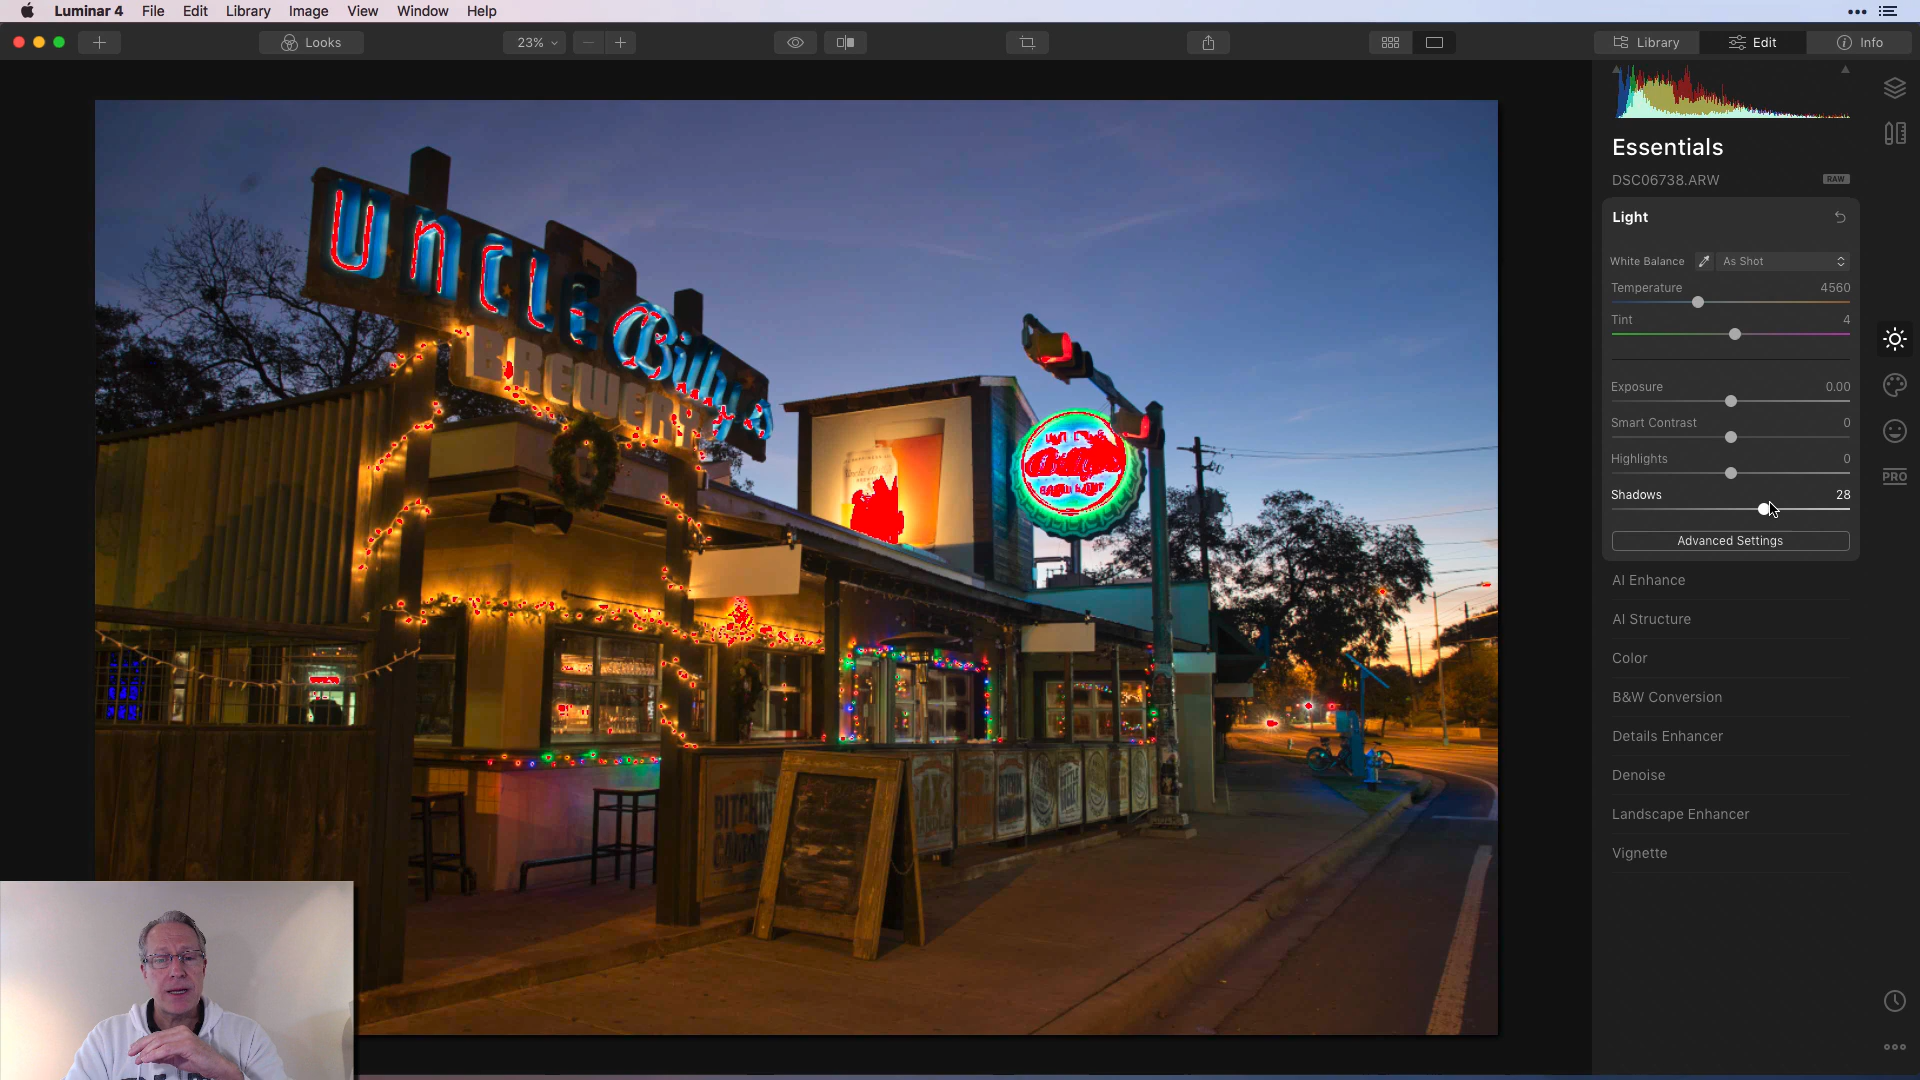 Luminar 4 File Edit Library Image View Window Help
Looks 23% Library Edit Info
Essentials
DSC06738.ARW RAW
Light
White Balance As Shot
Temperature 4560
Tint 4
Exposure 0.00
Smart Contrast 0
Highlights 0
Shadows 28
Advanced Settings
AI Enhance
AI Structure
Color
B&W Conversion
Details Enhancer
Denoise
Landscape Enhancer
Vignette
PRO
Uncle Billy's
BREWERY